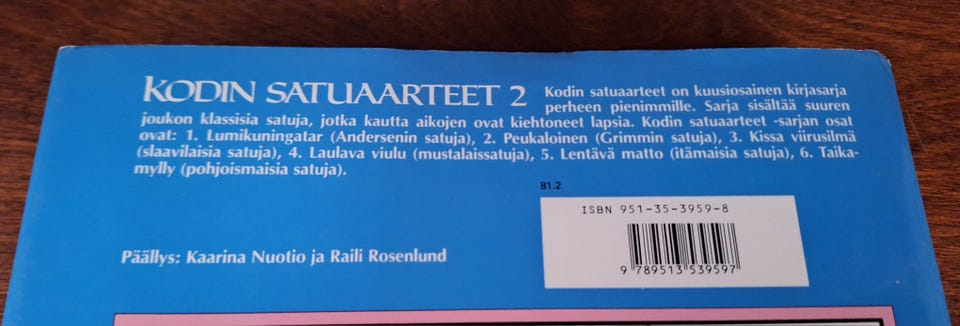 KODIN SATUAARTEET 2 Kodin satuaarteet on kuusiosainen kirjasarja
perheen pienimmille. Sarja sisältää suuren
joukon klassisia satuja, jotka kautta aikojen ovat kiehtoneet lapsia. Kodin satuaarteet -sarjan osat
ovat: 1. Lumikuningatar (Andersenin satuja), 2. Peukaloinen (Grimmin satuja), 3. Kissa viirusilmä
(slaavilaisia satuja), 4. Laulava viulu (mustalaissatuja), 5. Lentävä matto (itämaisia satuja), 6. Taika-
mylly (pohjoismaisia satuja).
81.2
ISBN 951-35-3959-8
9 789513 539597
Päällys: Kaarina Nuotio ja Raili Rosenlund